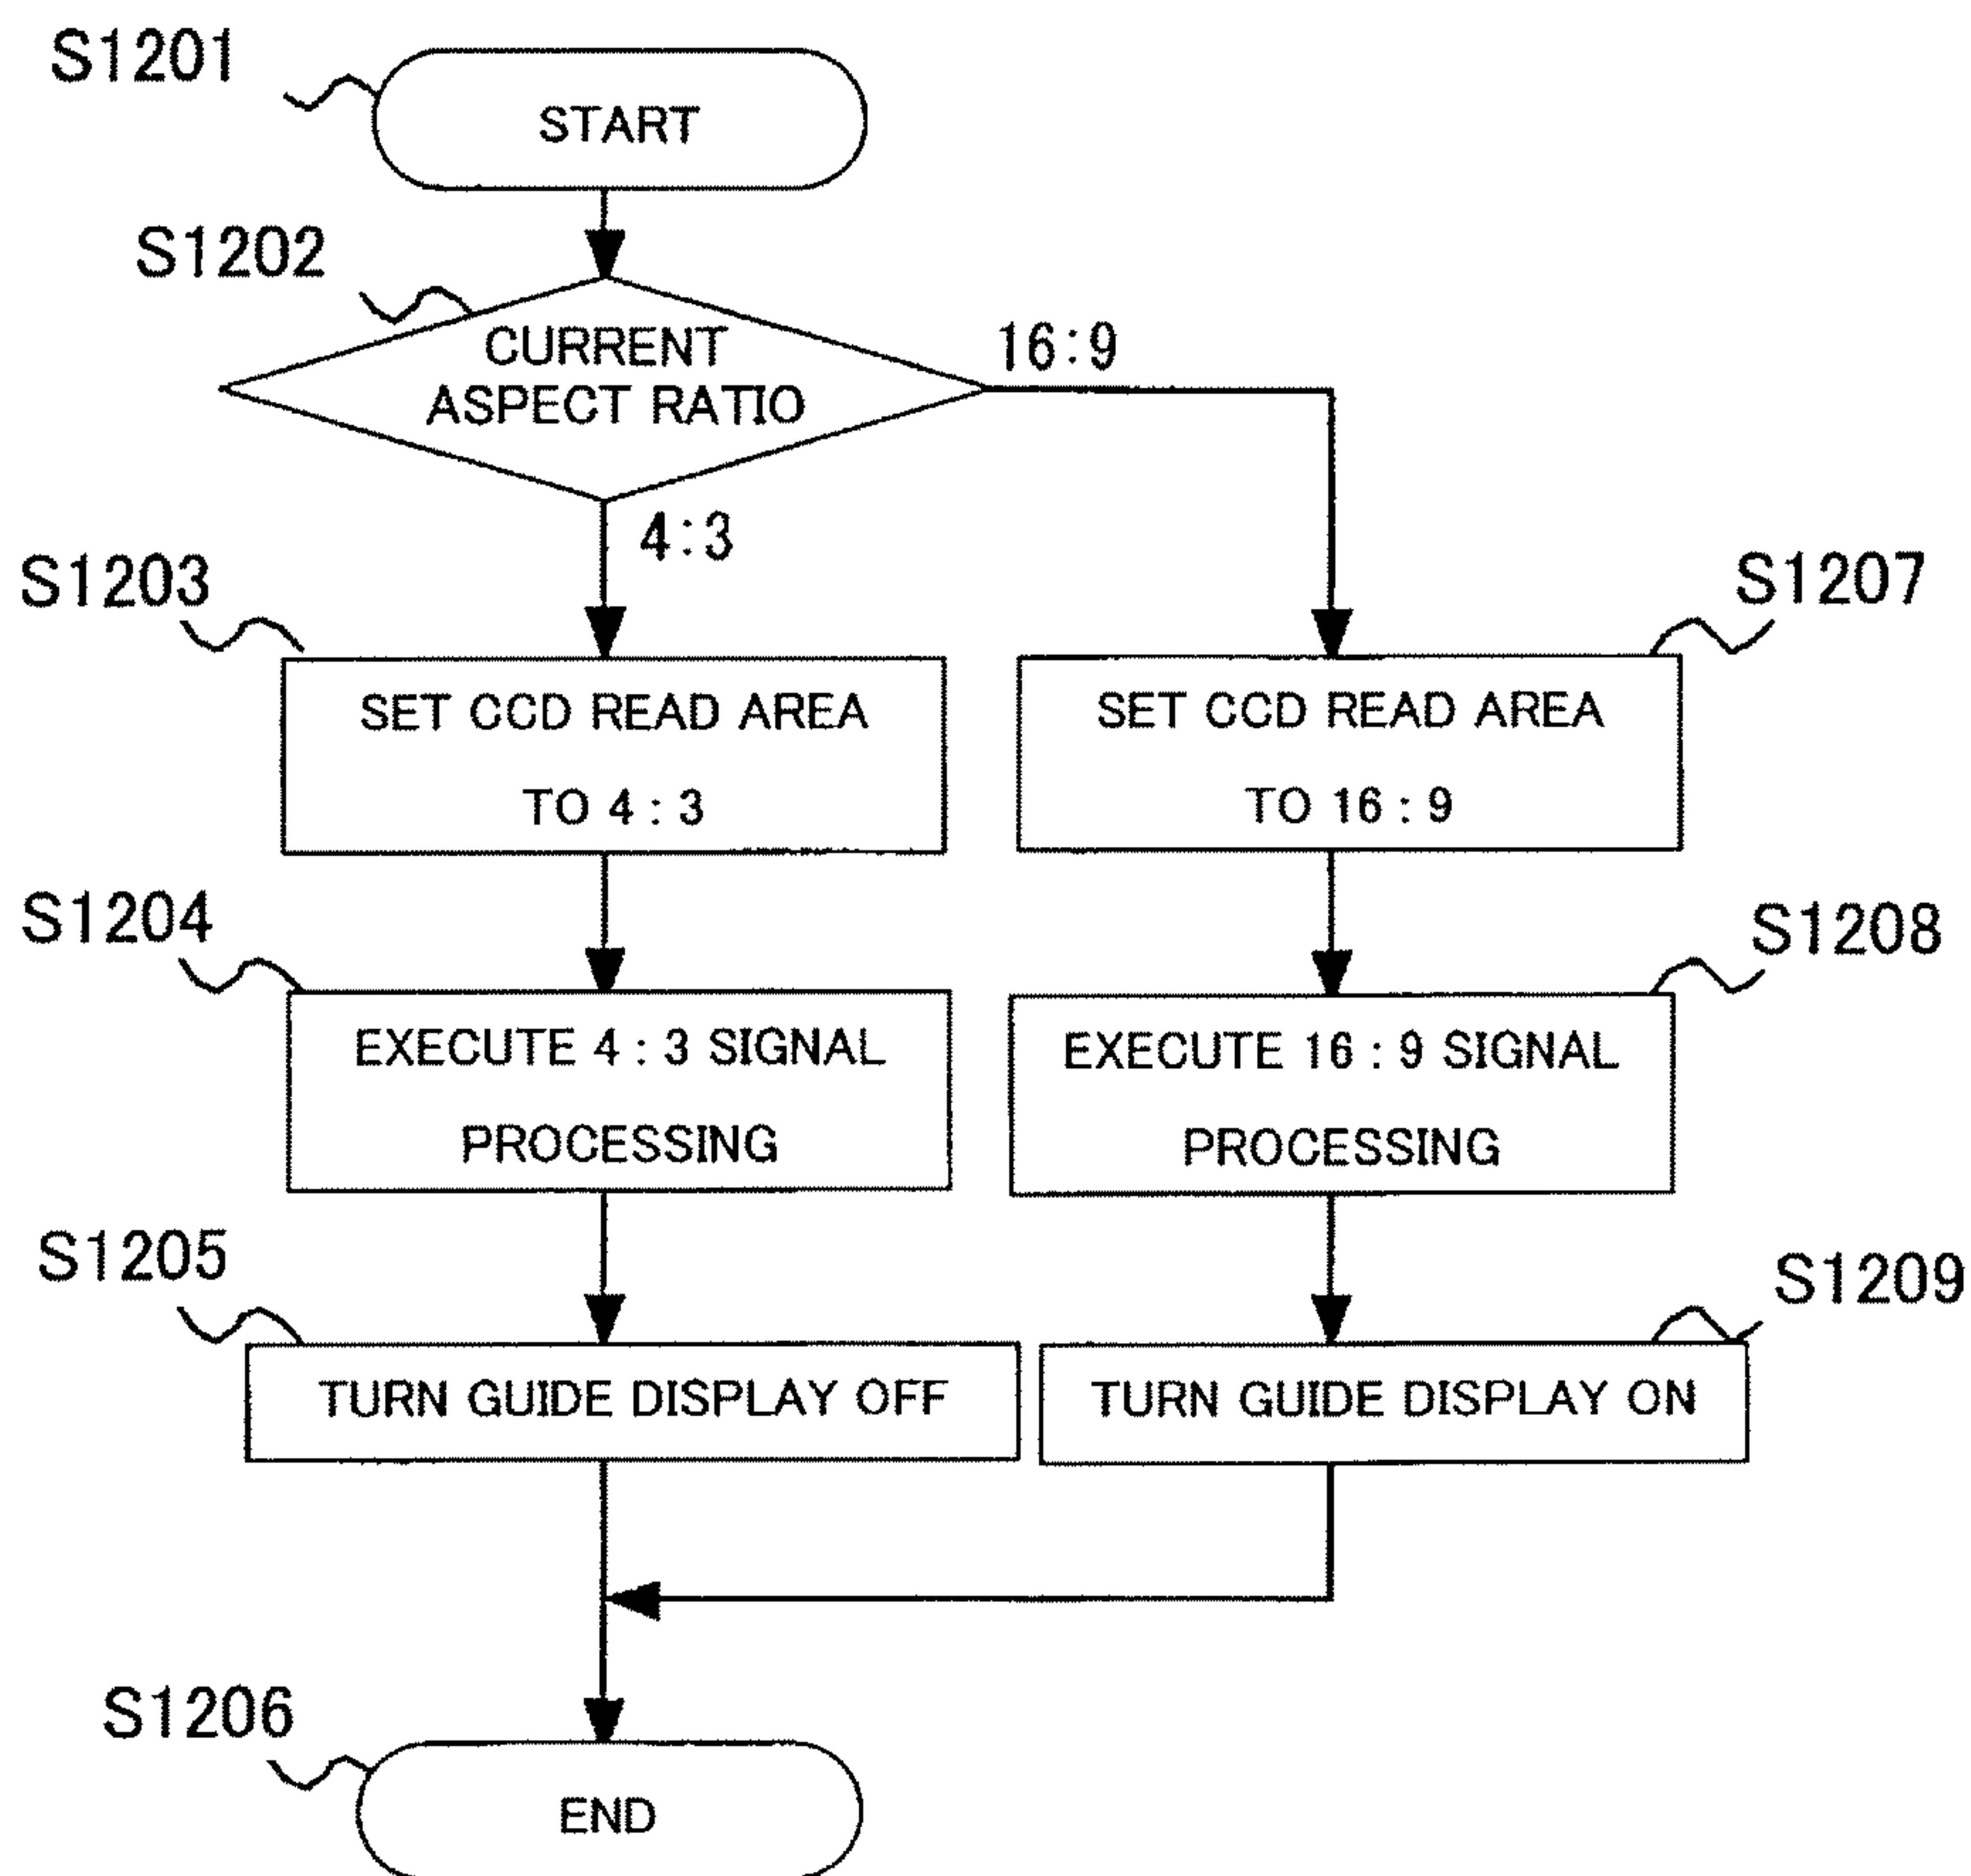 S1201
START
S1202
CURRENT
ASPECT RATIO
16:9
4:3
S1203
S1207
SET CCD READ AREA
TO 4 : 3
SET CCD READ AREA
TO 16 : 9
S1204
S1208
EXECUTE 4 : 3 SIGNAL
PROCESSING
EXECUTE 16 : 9 SIGNAL
PROCESSING
S1205
S1209
TURN GUIDE DISPLAY OFF
TURN GUIDE DISPLAY ON
S1206
END